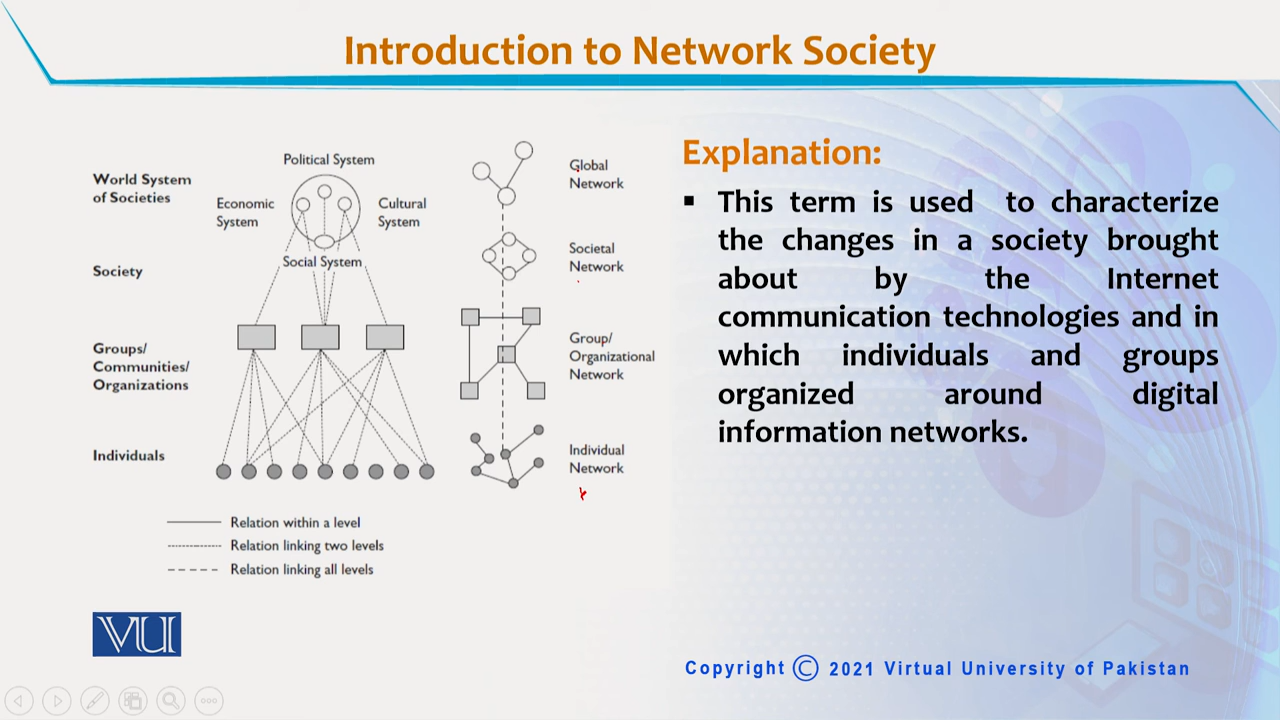 Introduction to Network Society
Political System
World System
of Societies
Economic
System
Cultural
System
Social System
Society
Groups/
Communities/
Organizations
Individuals
Global
Network
Societal
Network
Group/
Organizational
Network
Individual
Network
Relation within a level
Relation linking two levels
Relation linking all levels
Explanation:
▪ This term is used to characterize
the changes in a society brought
about by the Internet
communication technologies and in
which individuals and groups
organized around digital
information networks.
VU
Copyright © 2021 Virtual University of Pakistan